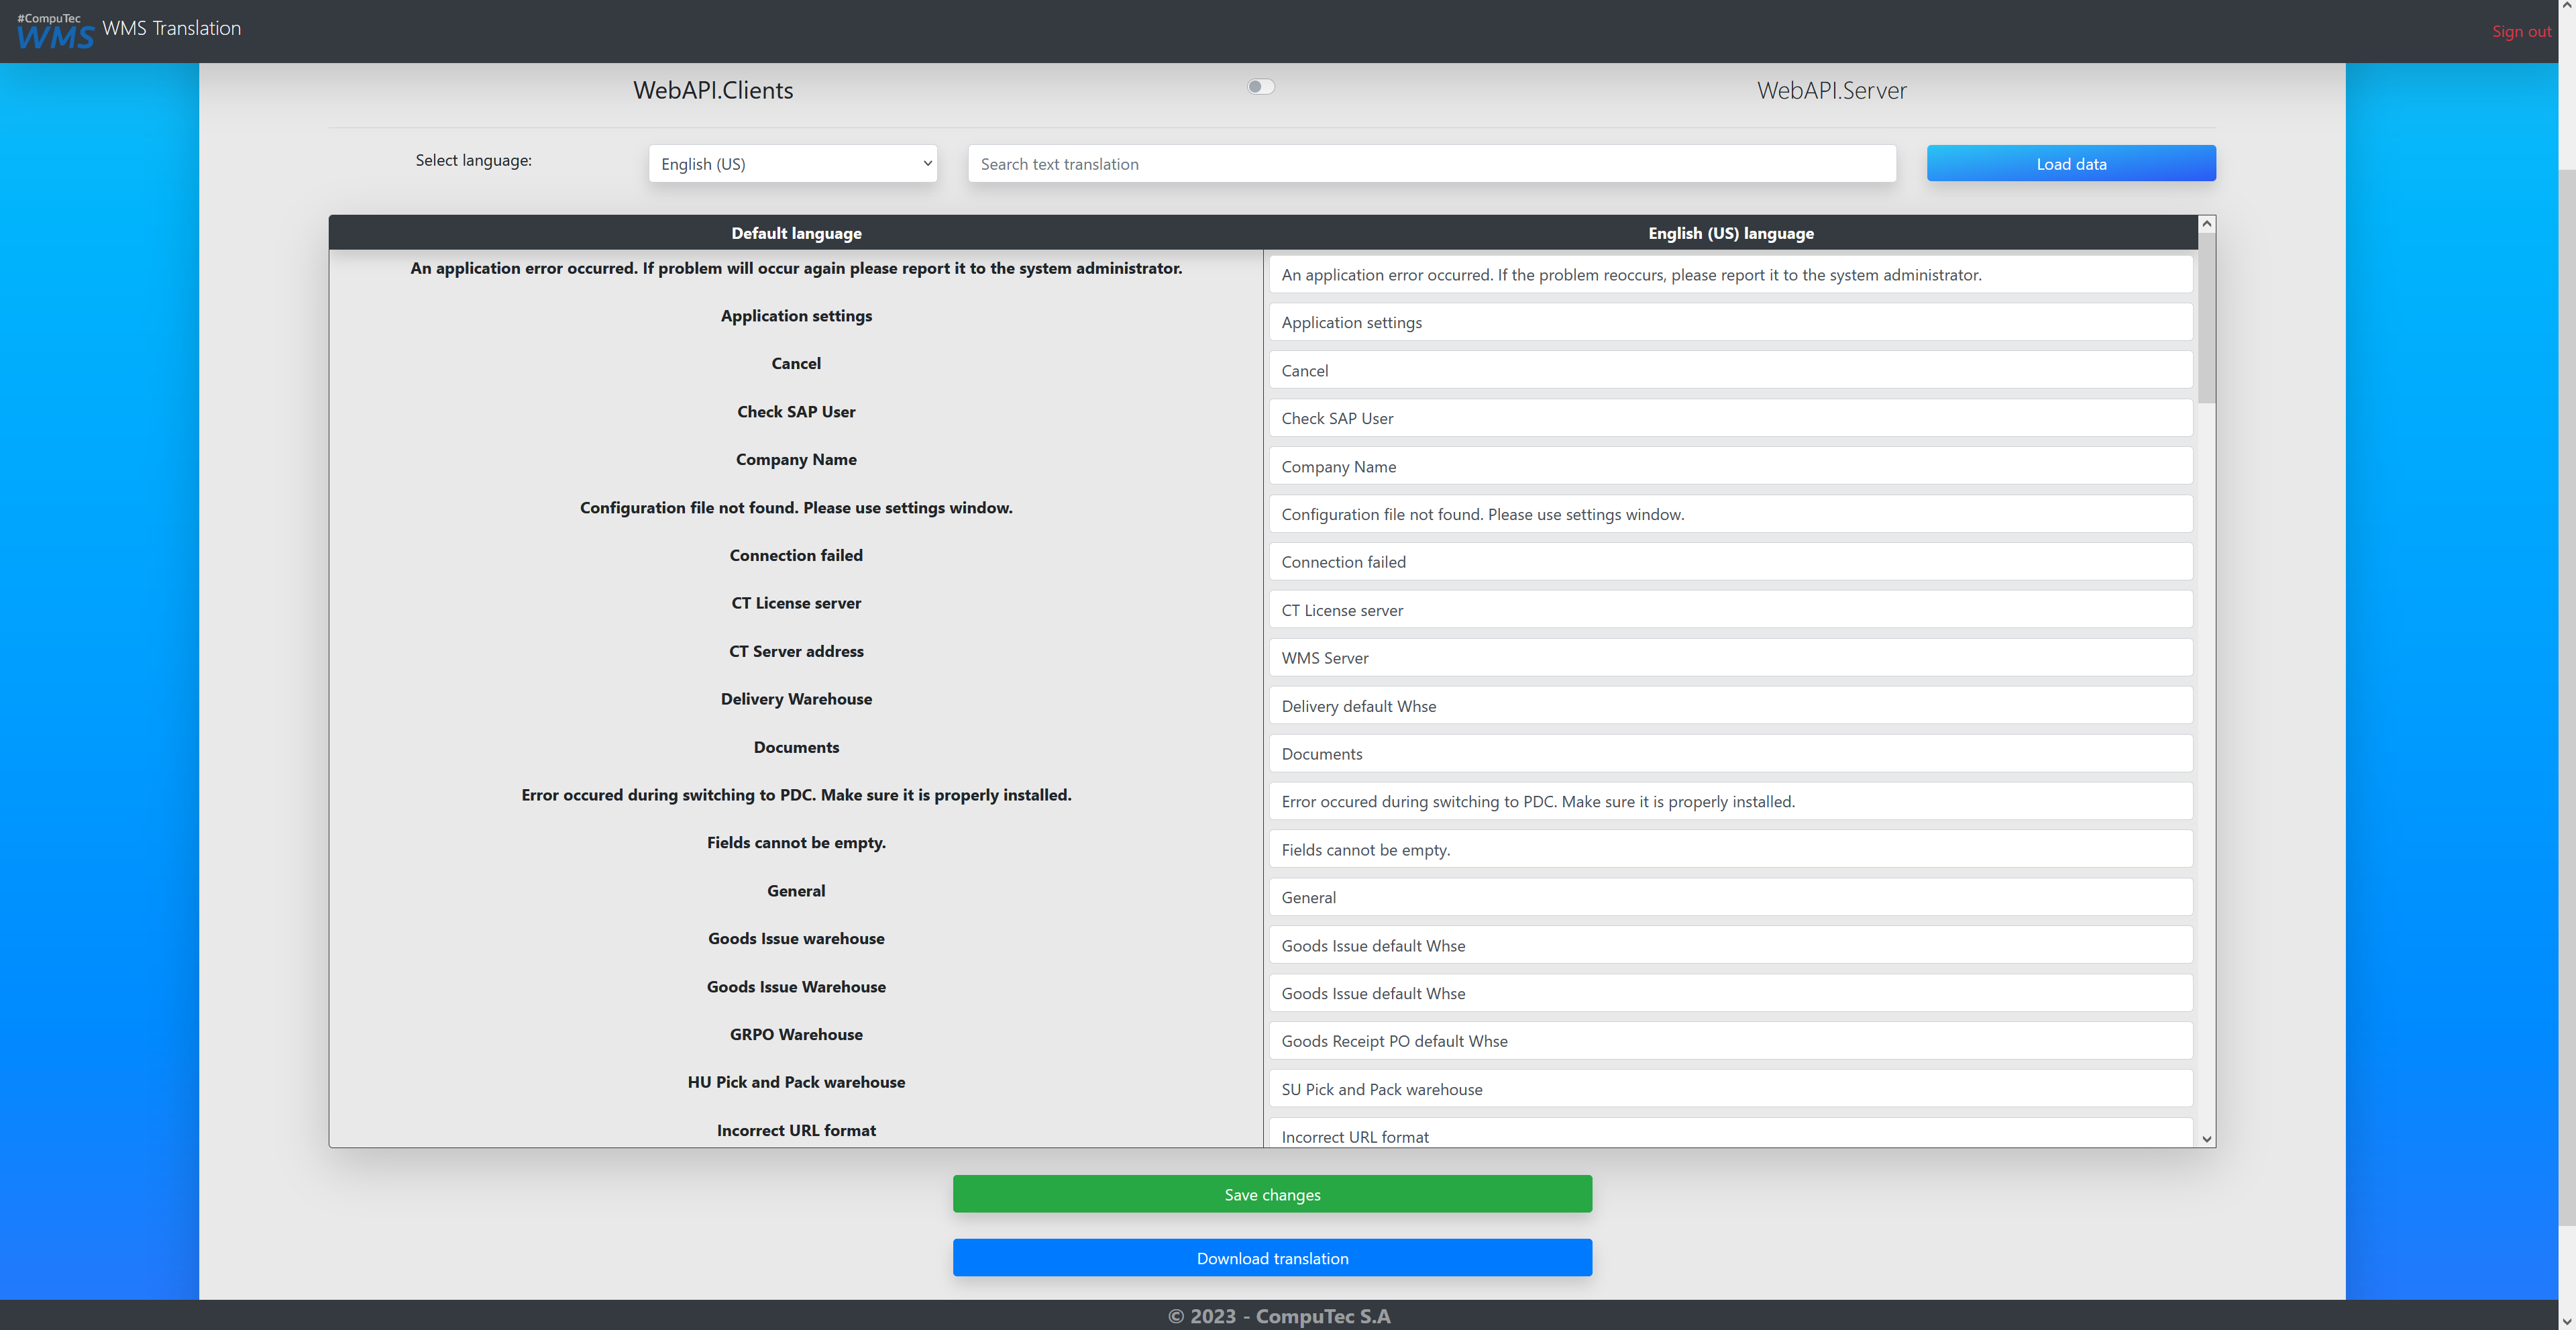 #CompuTec
WMS WMS Translation
Sign out
WebAPI.Clients
WebAPI.Server
Select language:
English (US)
Search text translation
Load data
Default language
English (US) language
An application error occurred. If problem will occur again please report it to the system administrator.
An application error occurred. If the problem reoccurs, please report it to the system administrator.
Application settings
Application settings
Cancel
Cancel
Check SAP User
Check SAP User
Company Name
Company Name
Configuration file not found. Please use settings window.
Configuration file not found. Please use settings window.
Connection failed
Connection failed
CT License server
CT License server
CT Server address
WMS Server
Delivery Warehouse
Delivery default Whse
Documents
Documents
Error occured during switching to PDC. Make sure it is properly installed.
Error occured during switching to PDC. Make sure it is properly installed.
Fields cannot be empty.
Fields cannot be empty.
General
General
Goods Issue warehouse
Goods Issue default Whse
Goods Issue Warehouse
Goods Issue default Whse
GRPO Warehouse
Goods Receipt PO default Whse
HU Pick and Pack warehouse
SU Pick and Pack warehouse
Incorrect URL format
Incorrect URL format
Save changes
Download translation
© 2023 - CompuTec S.A